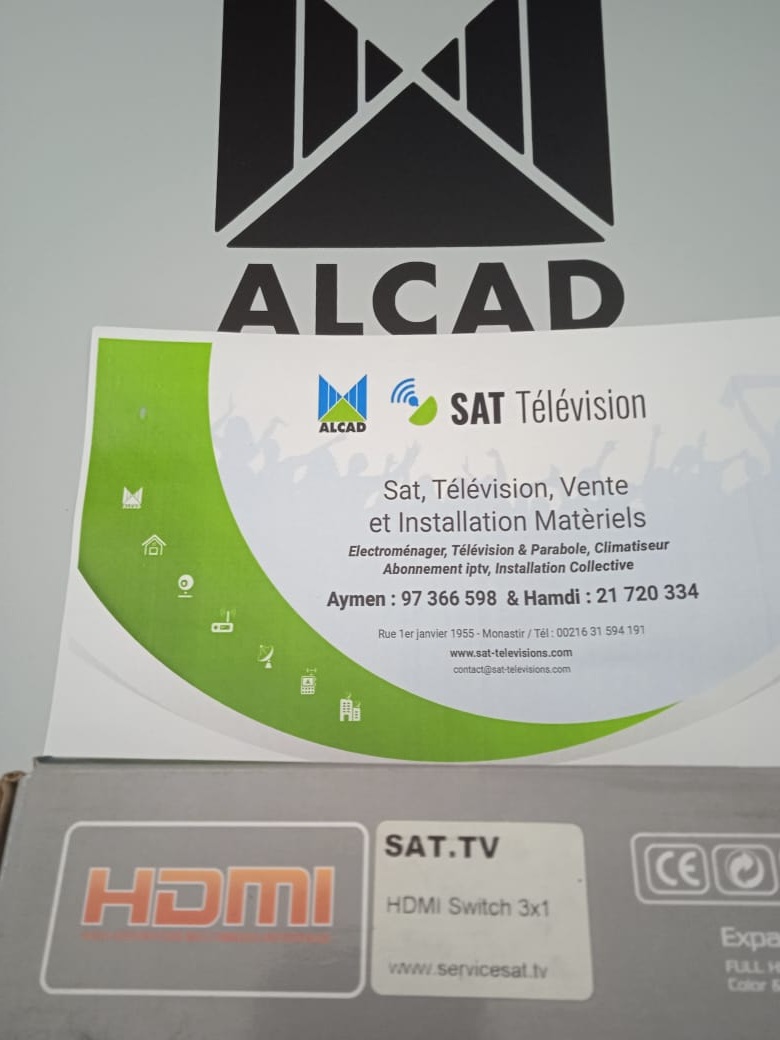 ALCAD
ALCAD
SAT Télévision
Sat, Télévision, Vente
et Installation Matèriels
Electroménager, Télévision & Parabole, Climatiseur
Abonnement iptv, Installation Collective
Aymen : 97 366 598 & Hamdi : 21 720 334
Rue 1er janvier 1955 - Monastir / Tél : 00216 31 594 191
www.sat-televisions.com
contact@sat-televisions.com
HDMI
SAT.TV
HDMI Switch 3x1
www.servicesat.tv
CE
FULL
Color &